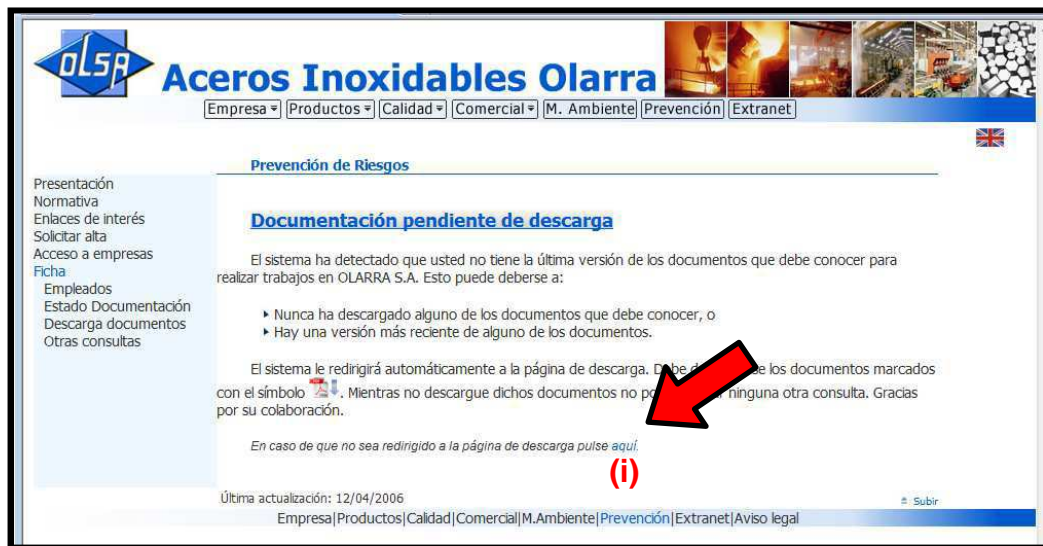 OLSA
Aceros Inoxidables Olarra
Empresa Productos Calidad Comercial M. Ambiente Prevención Extranet
Prevención de Riesgos
Presentación
Normativa
Enlaces de interés
Solicitar alta
Acceso a empresas
Ficha
Empleados
Estado Documentación
Descarga documentos
Otras consultas
Documentación pendiente de descarga
El sistema ha detectado que usted no tiene la última versión de los documentos que debe conocer para
realizar trabajos en OLARRA S.A. Esto puede deberse a:
Nunca ha descargado alguno de los documentos que debe conocer, o
Hay una versión más reciente de alguno de los documentos.
El sistema le redirigirá automáticamente a la página de descarga. Debe los documentos marcados
con el símbolo . Mientras no descargue dichos documentos no ninguna otra consulta. Gracias
por su colaboración.
En caso de que no sea redirigido a la página de descarga pulse aquí.
(i)
Última actualización: 12/04/2006
Subir
Empresa|Productos|Calidad|Comercial|M.Ambiente|Prevención|Extranet|Aviso legal